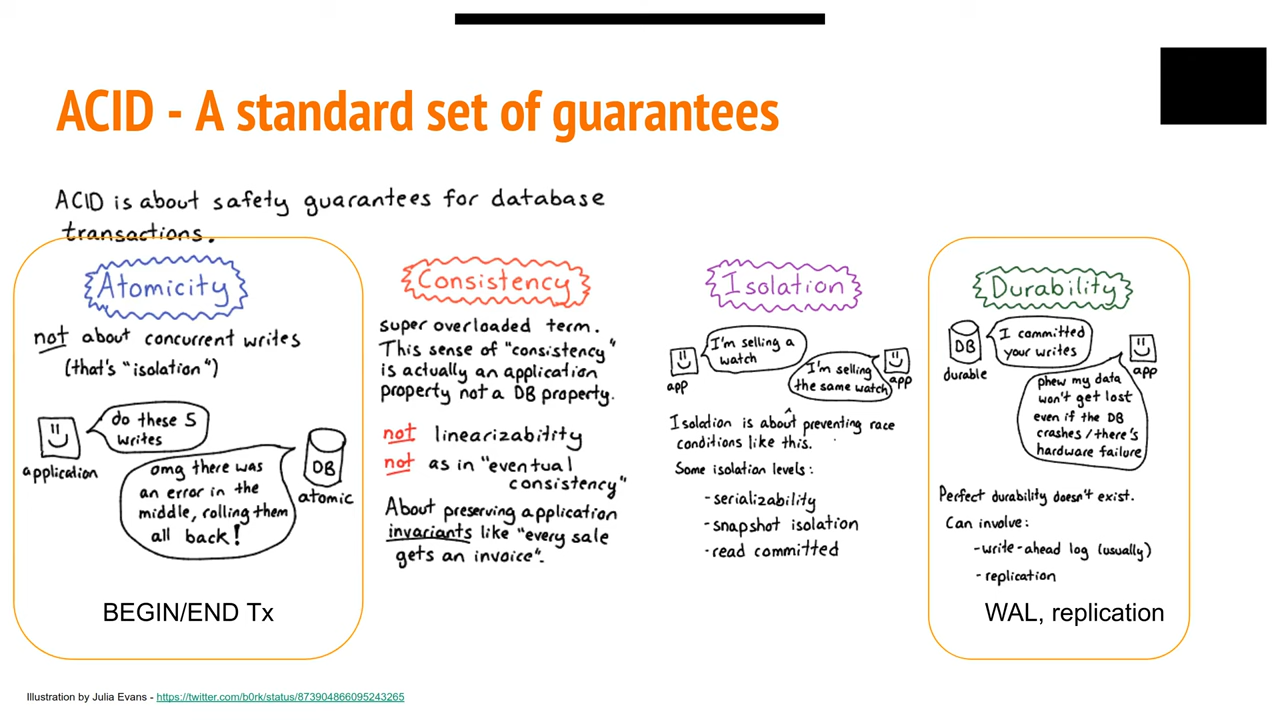 ACID - A standard set of guarantees
ACID is about safety guarantees for database
transactions.
Atomicity
not about concurrent writes
(that's "isolation")
do these 5
writes
application
omg there was
an error in the
middle, rolling them
all back!
DB
atomic
BEGIN/END Tx
Consistency
super overloaded term.
This sense of "consistency"
is actually an application
property not a DB property.
not linearizability
not as in "eventual
consistency"
About preserving application
invariants like "every sale
gets an invoice".
Isolation
I'm selling a
watch
app
I'm selling
the same watch
app
Isolation is about preventing race
conditions like this.
Some isolation levels:
- serializability
- snapshot isolation
- read committed
Durability
DB
durable
I committed
your writes
app
phew my data
won't get lost
even if the DB
crashes/there's
hardware failure
Perfect durability doesn't exist.
Can involve:
- write-ahead log (usually)
- replication
WAL, replication
Illustration by Julia Evans - https://twitter.com/b0rk/status/873904866095243265